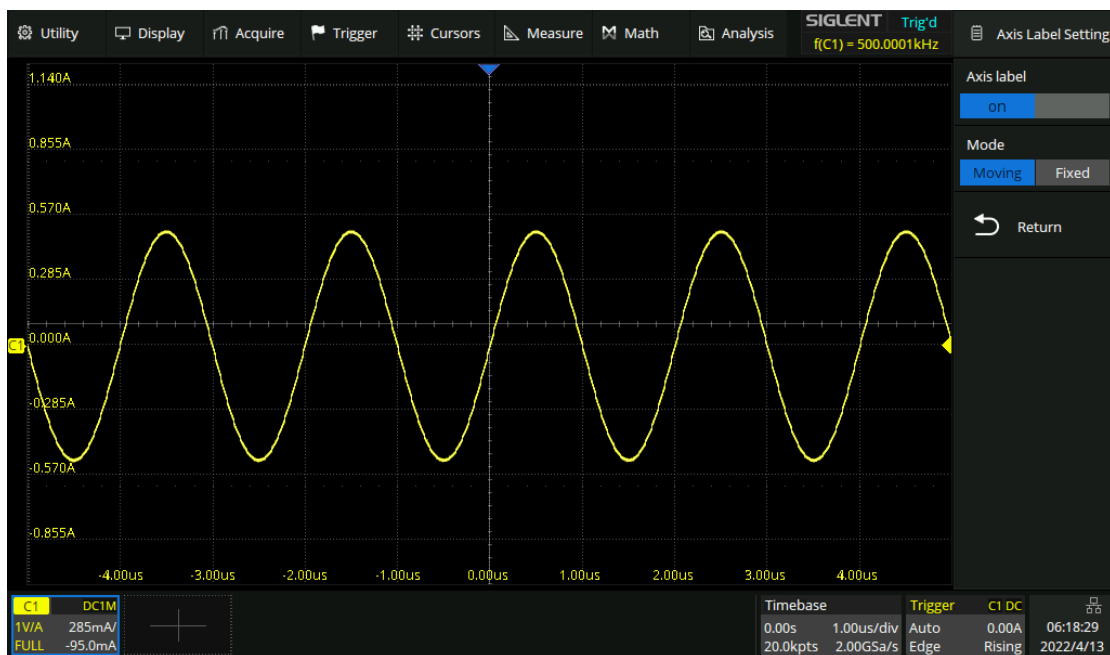 Utility
Display
Acquire
Trigger
Cursors
Measure
Math
Analysis
SIGLENT Trig'd
f(C1) = 500.0001kHz
Axis Label Setting
Axis label
on
Mode
Moving Fixed
Return
1.140A
0.855A
0.570A
0.285A
0.000A
C1
-0.285A
-0.570A
-0.855A
-4.00us -3.00us -2.00us -1.00us 0.00us 1.00us 2.00us 3.00us 4.00us
C1 DC1M
1V/A 285mA/
FULL -95.0mA
Timebase
0.00s 1.00us/div
20.0kpts 2.00GSa/s
Trigger C1 DC
Auto 0.00A
Edge Rising
06:18:29
2022/4/13